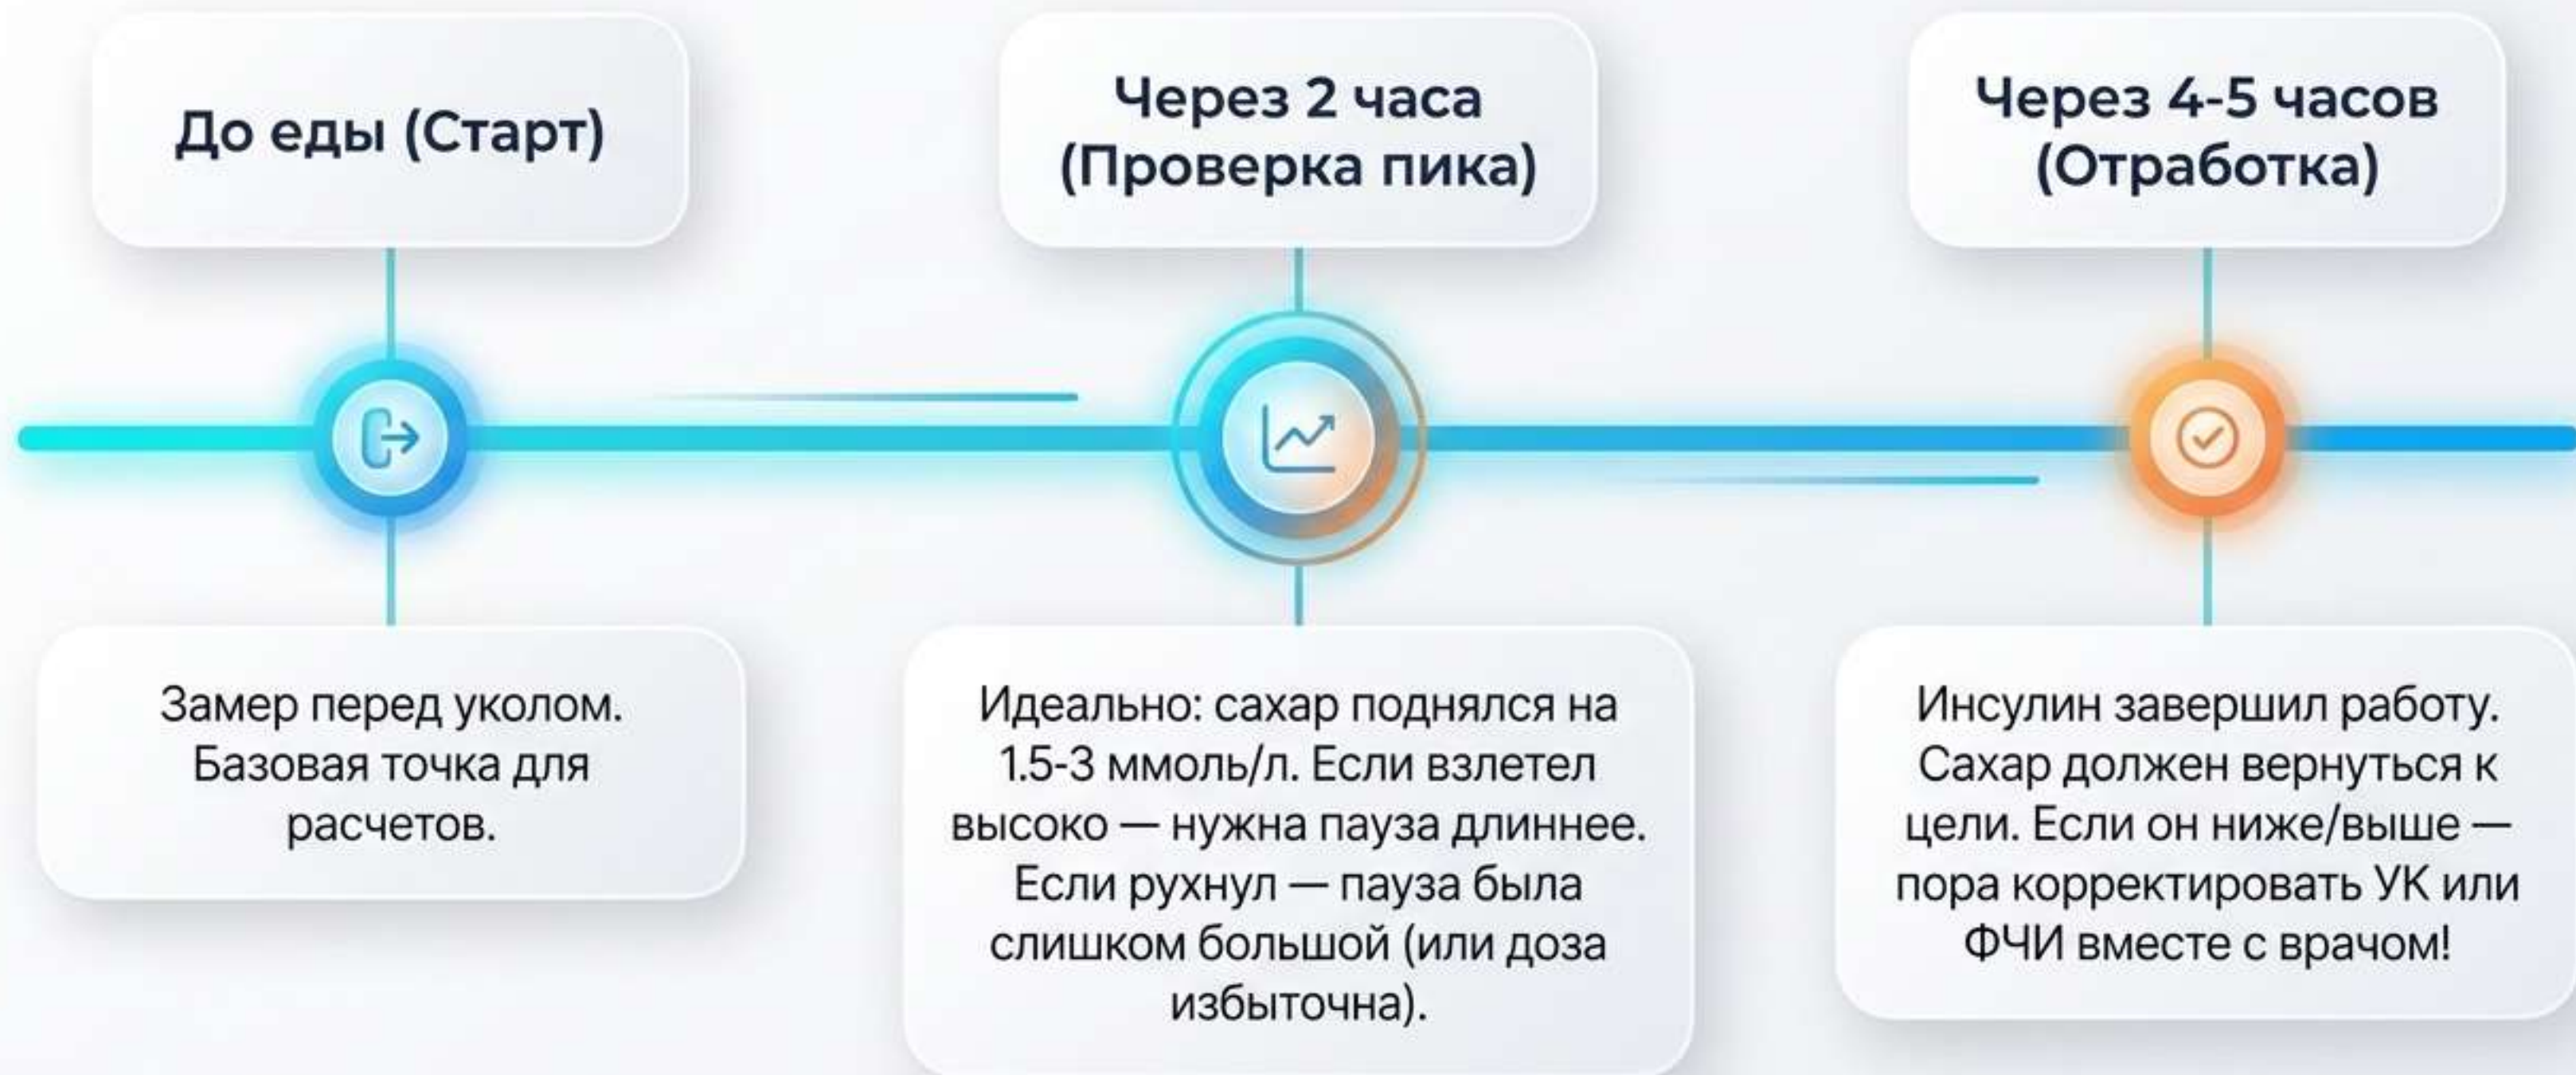 До еды (Старт)
Через 2 часа
(Проверка пика)
Через 4-5 часов
(Отработка)
Замер перед уколом.
Базовая точка для
расчетов.
Идеально: сахар поднялся на
1.5-3 ммоль/л. Если взлетел
высоко — нужна пауза длиннее.
Если рухнул — пауза была
слишком большой (или доза
избыточна).
Инсулин завершил работу.
Сахар должен вернуться к
цели. Если он ниже/выше —
пора корректировать УК или
ФЧИ вместе с врачом!